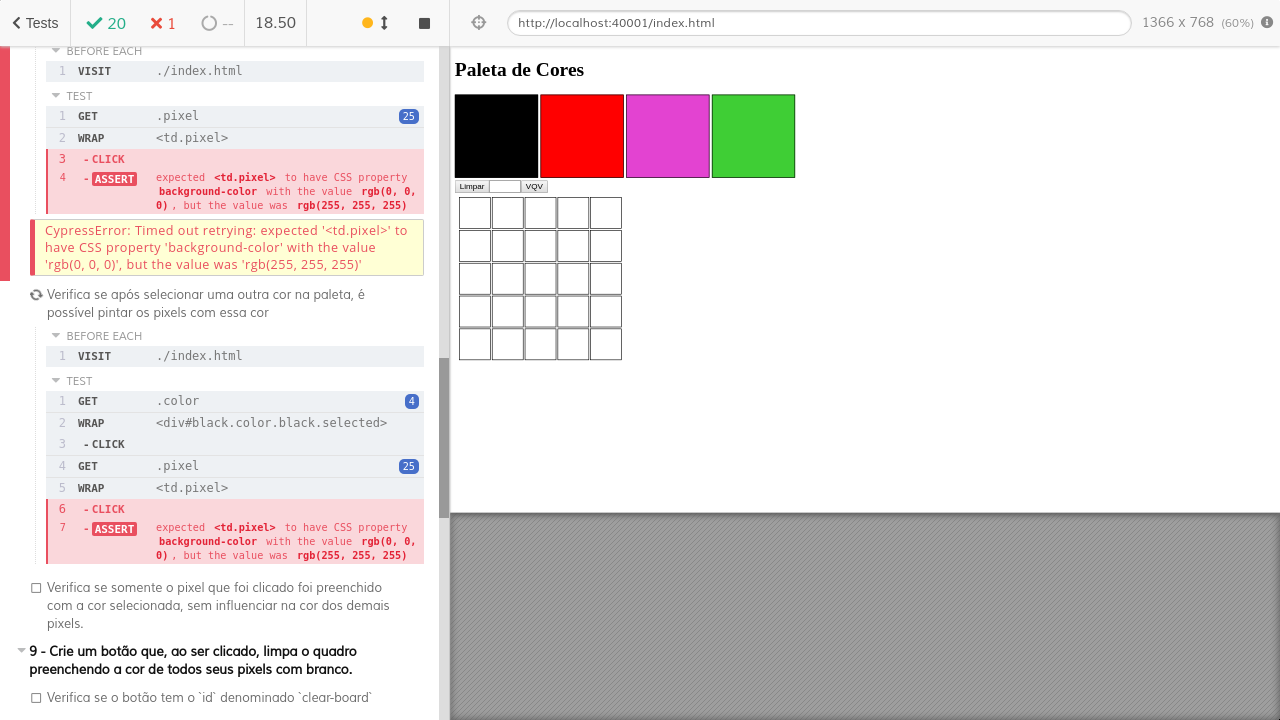 Tests 20 1 -- 18.50 http://localhost:40001/index.html 1366 x 768 (60%)
BEFORE EACH
1 VISIT ./index.html
TEST
1 GET .pixel 25
2 WRAP <td.pixel>
3 -CLICK
4 -ASSERT expected <td.pixel> to have CSS property
background-color with the value rgb(0, 0,
0), but the value was rgb(255, 255, 255)
CypressError: Timed out retrying: expected '<td.pixel>' to
have CSS property 'background-color' with the value
'rgb(0, 0, 0)', but the value was 'rgb(255, 255, 255)'
Verifica se após selecionar uma outra cor na paleta, é
possível pintar os pixels com essa cor
BEFORE EACH
1 VISIT ./index.html
TEST
1 GET .color 4
2 WRAP <div#black.color.black.selected>
3 -CLICK
4 GET .pixel 25
5 WRAP <td.pixel>
6 -CLICK
7 -ASSERT expected <td.pixel> to have CSS property
background-color with the value rgb(0, 0,
0), but the value was rgb(255, 255, 255)
Verifica se somente o pixel que foi clicado foi preenchido
com a cor selecionada, sem influenciar na cor dos demais
pixels.
9 - Crie um botão que, ao ser clicado, limpa o quadro
preenchendo a cor de todos seus pixels com branco.
Verifica se o botão tem o `id` denominado `clear-board`
Paleta de Cores
Limpar VQV